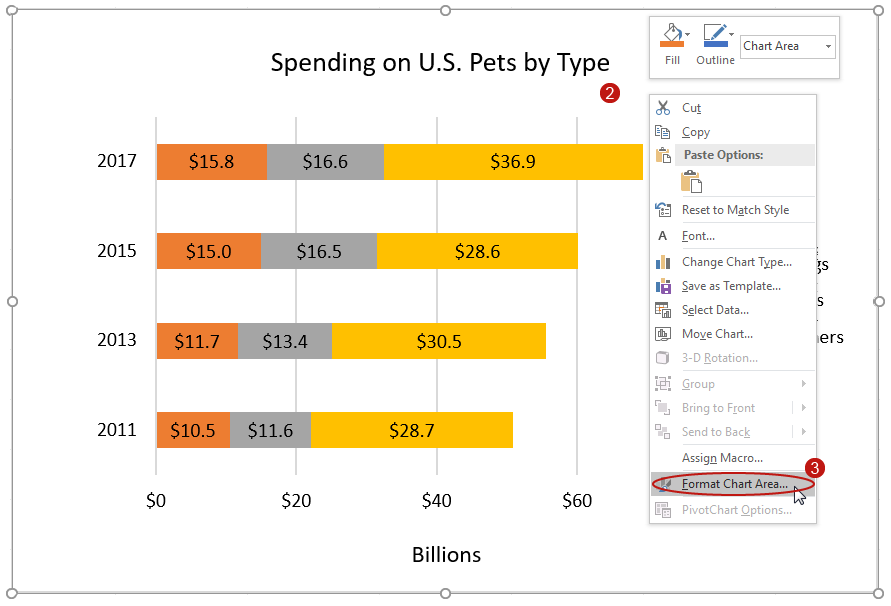 Spending on U.S. Pets by Type
2
2017 $15.8 $16.6 $36.9
2015 $15.0 $16.5 $28.6
2013 $11.7 $13.4 $30.5
2011 $10.5 $11.6 $28.7
$0 $20 $40 $60
Billions
Fill Outline Chart Area
Cut
Copy
Paste Options:
Reset to Match Style
A Font...
Change Chart Type...
Save as Template...
Select Data...
Move Chart...
3-D Rotation...
Group
Bring to Front
Send to Back
Assign Macro...
3
Format Chart Area...
PivotChart Options...